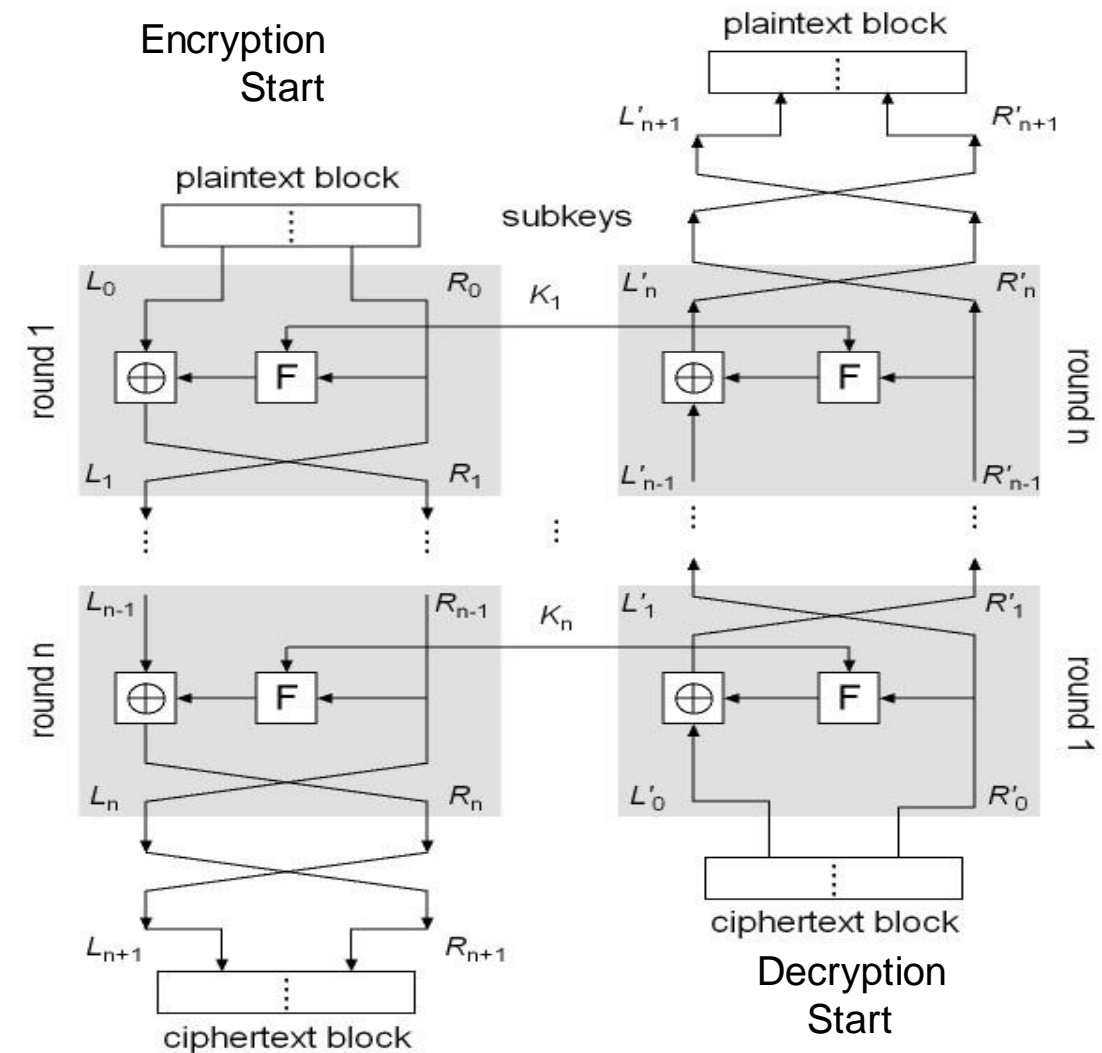 Encryption
Start
plaintext block
L₀
R₀
round 1
⊕
F
L₁
R₁
⋮
⋮
Lₙ₋₁
Rₙ₋₁
round n
⊕
F
Lₙ
Rₙ
Lₙ₊₁
Rₙ₊₁
ciphertext block
subkeys
K₁
⋮
Kₙ
plaintext block
L'ₙ₊₁
R'ₙ₊₁
L'ₙ
R'ₙ
round n
⊕
F
L'ₙ₋₁
R'ₙ₋₁
⋮
⋮
L'₁
R'₁
round 1
⊕
F
L'₀
R'₀
ciphertext block
Decryption
Start